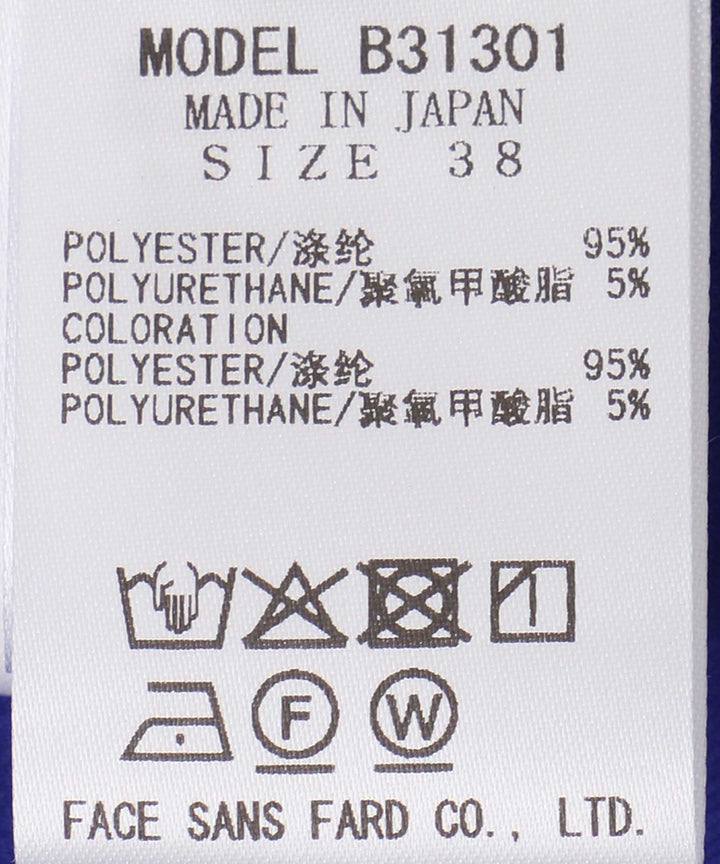 MODEL B31301
MADE IN JAPAN
SIZE 38
POLYESTER/涤纶 95%
POLYURETHANE/聚氨甲酸脂 5%
COLORATION
POLYESTER/涤纶 95%
POLYURETHANE/聚氨甲酸脂 5%
F W
FACE SANS FARD CO., LTD.